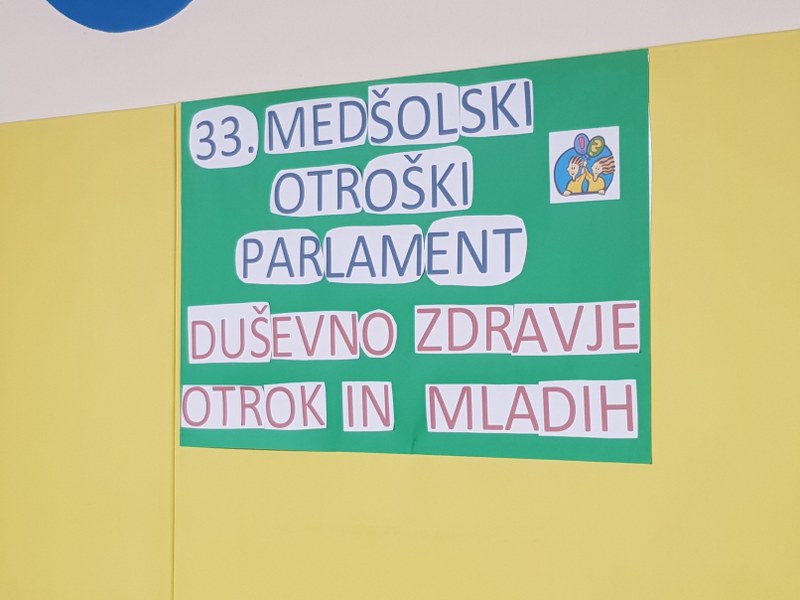 33. MEDŠOLSKI
OTROŠKI
PARLAMENT
DUŠEVNO ZDRAVJE
OTROK IN MLADIH